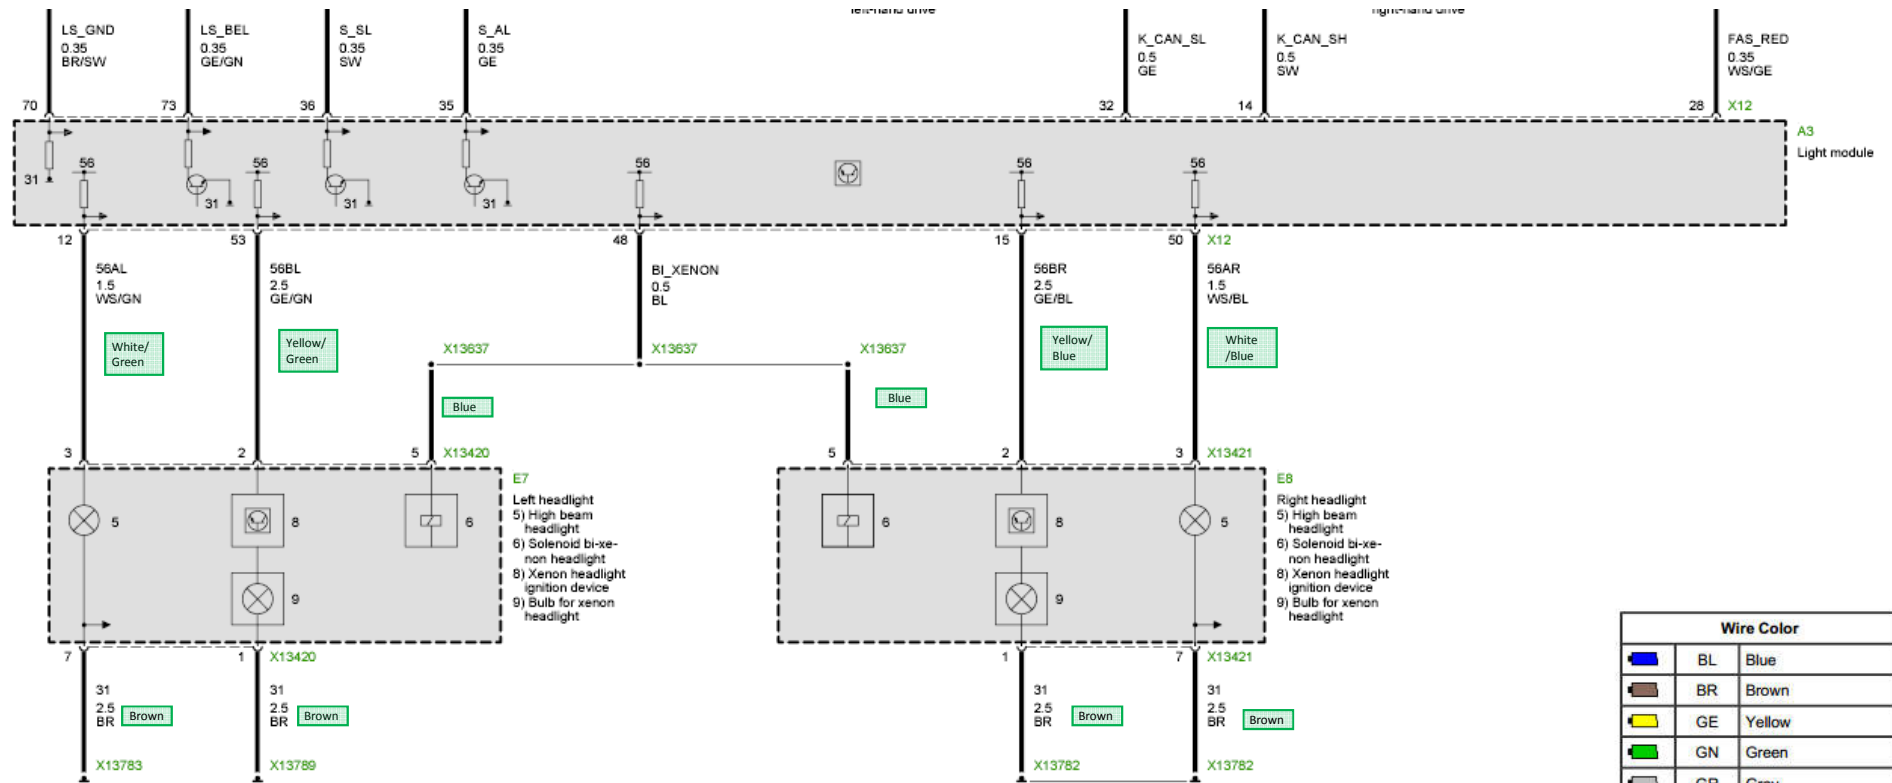 left-hand drive
right-hand drive
LS_GND
0.35
BR/SW
LS_BEL
0.35
GE/GN
S_SL
0.35
SW
S_AL
0.35
GE
K_CAN_SL
0.5
GE
K_CAN_SH
0.5
SW
FAS_RED
0.35
WS/GE
70
73
36
35
32
14
28
X12
A3
Light module
31
56
56
31
31
31
56
56
56
12
53
48
15
50
X12
56AL
1.5
WS/GN
56BL
2.5
GE/GN
BI_XENON
0.5
BL
56BR
2.5
GE/BL
56AR
1.5
WS/BL
White/
Green
Yellow/
Green
Yellow/
Blue
White
/Blue
X13637
X13637
X13637
Blue
Blue
3
2
5
X13420
5
2
3
X13421
E7
Left headlight
5) High beam
headlight
6) Solenoid bi-xe-
non headlight
8) Xenon headlight
ignition device
9) Bulb for xenon
headlight
5
8
6
9
E8
Right headlight
5) High beam
headlight
6) Solenoid bi-xe-
non headlight
8) Xenon headlight
ignition device
9) Bulb for xenon
headlight
6
8
5
9
7
1
X13420
1
7
X13421
31
2.5
BR
Brown
31
2.5
BR
Brown
31
2.5
BR
Brown
31
2.5
BR
Brown
X13783
X13789
X13782
X13782
Wire Color
BL Blue
BR Brown
GE Yellow
GN Green
GR Gray